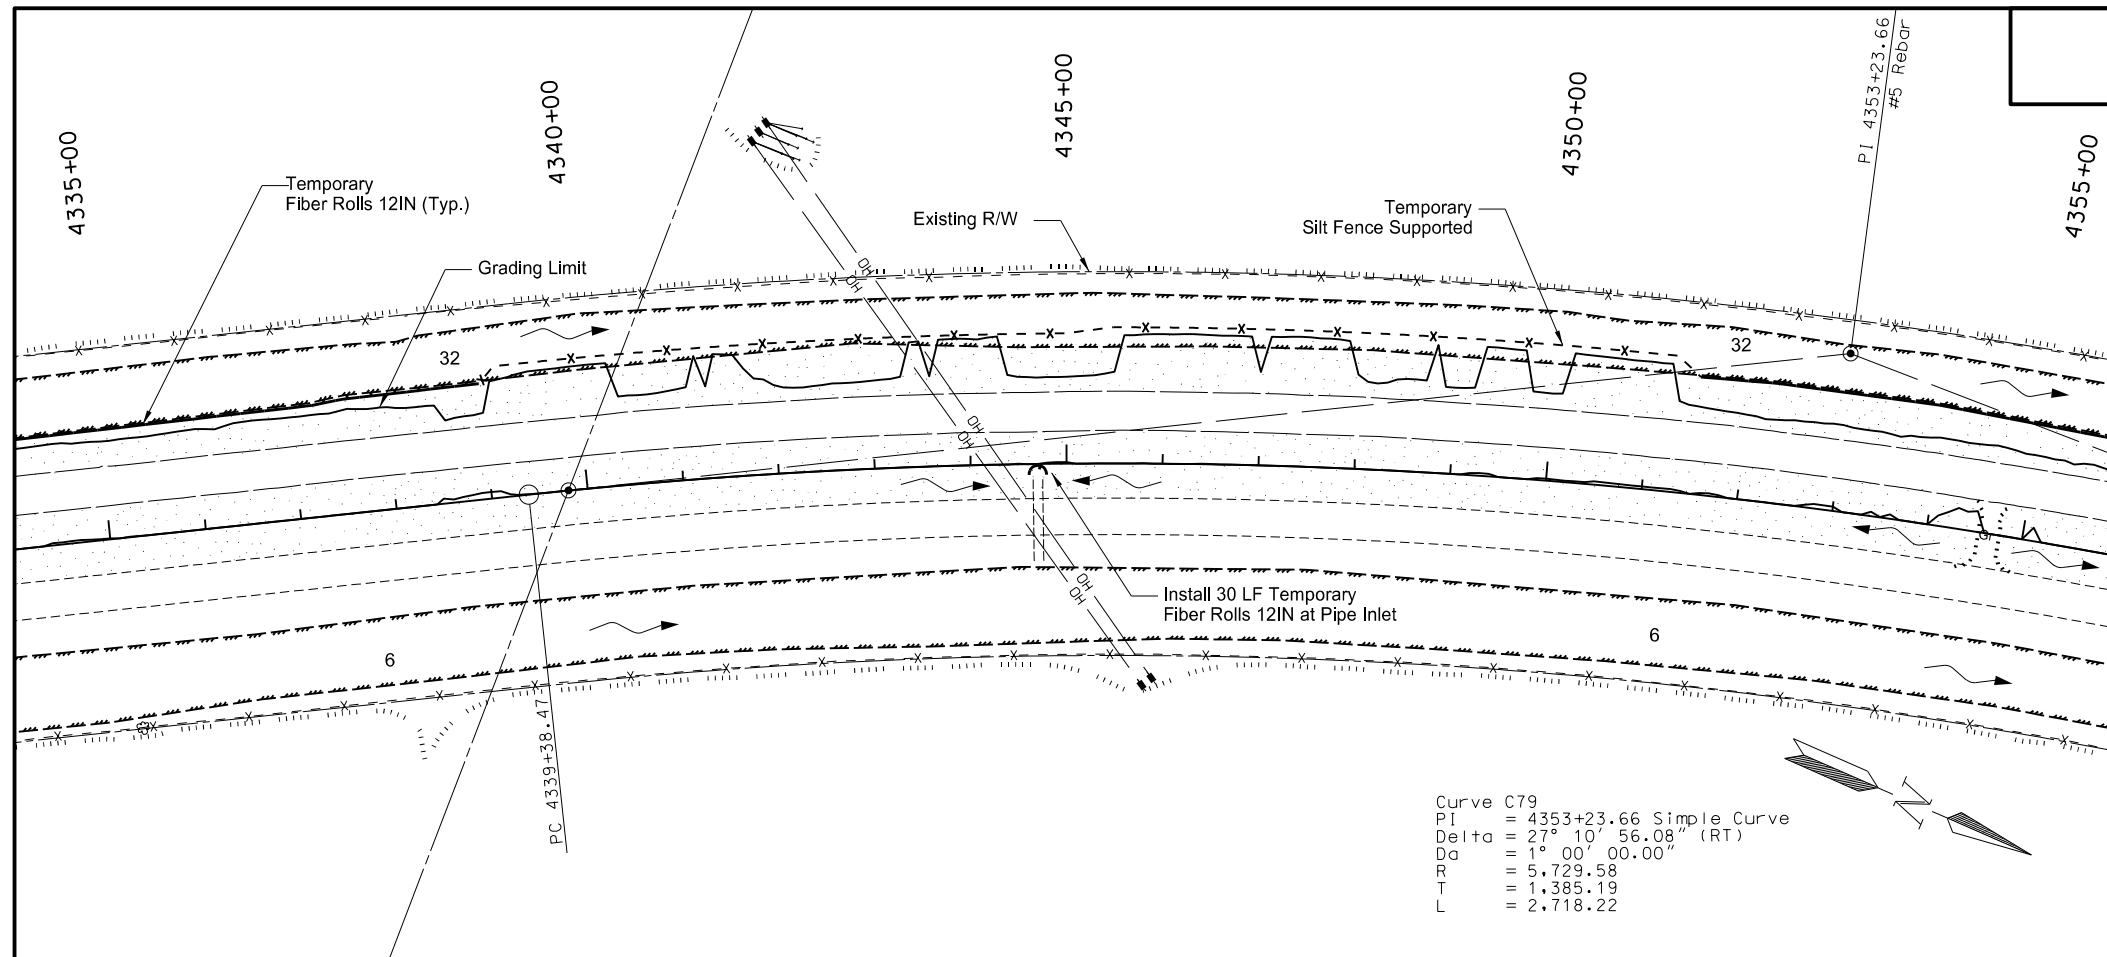 4335+00
4340+00
4345+00
4350+00
4355+00
PI 4353+23.66
#5 Rebar
Temporary
Fiber Rolls 12IN (Typ.)
Grading Limit
Existing R/W
Temporary
Silt Fence Supported
OH
OH
32
32
OH
OH
OH
OH
Install 30 LF Temporary
Fiber Rolls 12IN at Pipe Inlet
6
6
PC 4339+38.47
N
Curve C79
PI = 4353+23.66 Simple Curve
Delta = 27° 10' 56.08" (RT)
Da = 1° 00' 00.00"
R = 5,729.58
T = 1,385.19
L = 2,718.22